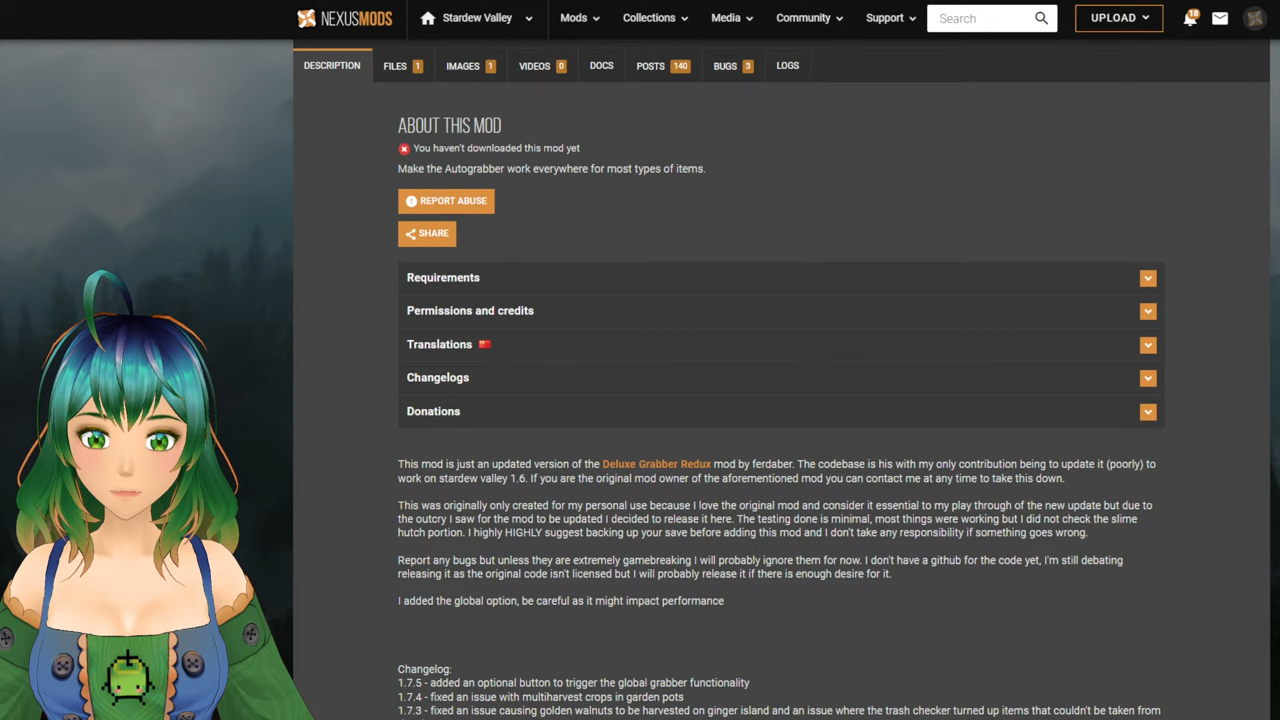 NEXUSMODS Stardew Valley Mods Collections Media Community Support Search UPLOAD 18
DESCRIPTION FILES 1 IMAGES 1 VIDEOS 0 DOCS POSTS 140 BUGS 3 LOGS
ABOUT THIS MOD
You haven't downloaded this mod yet
Make the Autograbber work everywhere for most types of items.
REPORT ABUSE
SHARE
Requirements
Permissions and credits
Translations
Changelogs
Donations
This mod is just an updated version of the Deluxe Grabber Redux mod by ferdaber. The codebase is his with my only contribution being to update it (poorly) to
work on stardew valley 1.6. If you are the original mod owner of the aforementioned mod you can contact me at any time to take this down.
This was originally only created for my personal use because I love the original mod and consider it essential to my play through of the new update but due to
the outcry I saw for the mod to be updated I decided to release it here. The testing done is minimal, most things were working but I did not check the slime
hutch portion. I highly HIGHLY suggest backing up your save before adding this mod and I don't take any responsibility if something goes wrong.
Report any bugs but unless they are extremely gamebreaking I will probably ignore them for now. I don't have a github for the code yet, I'm still debating
releasing it as the original code isn't licensed but I will probably release it if there is enough desire for it.
I added the global option, be careful as it might impact performance
Changelog:
1.7.5 - added an optional button to trigger the global grabber functionality
1.7.4 - fixed an issue with multiharvest crops in garden pots
1.7.3 - fixed an issue causing golden walnuts to be harvested on ginger island and an issue where the trash checker turned up items that couldn't be taken from